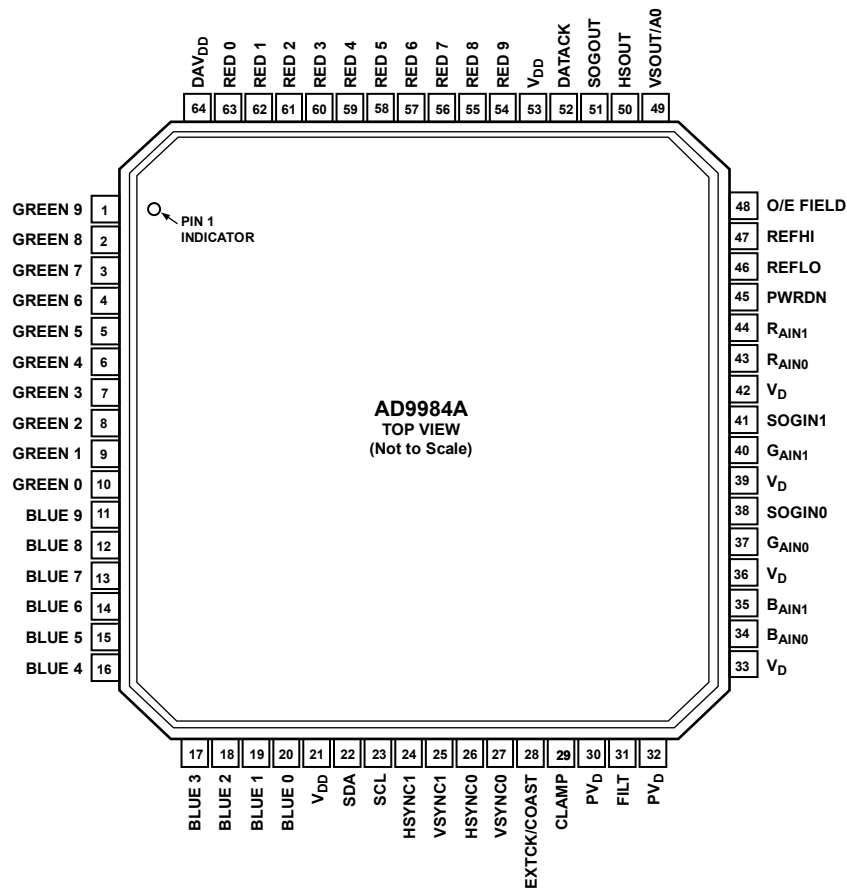 DAVDD
RED 0
RED 1
RED 2
RED 3
RED 4
RED 5
RED 6
RED 7
RED 8
RED 9
VDD
DATACK
SOGOUT
HSOUT
VSOUT/A0
64 63 62 61 60 59 58 57 56 55 54 53 52 51 50 49
GREEN 9 1
GREEN 8 2
GREEN 7 3
GREEN 6 4
GREEN 5 5
GREEN 4 6
GREEN 3 7
GREEN 2 8
GREEN 1 9
GREEN 0 10
BLUE 9 11
BLUE 8 12
BLUE 7 13
BLUE 6 14
BLUE 5 15
BLUE 4 16
PIN 1
INDICATOR
AD9984A
TOP VIEW
(Not to Scale)
48 O/E FIELD
47 REFHI
46 REFLO
45 PWRDN
44 RAIN1
43 RAIN0
42 VD
41 SOGIN1
40 GAIN1
39 VD
38 SOGIN0
37 GAIN0
36 VD
35 BAIN1
34 BAIN0
33 VD
17 18 19 20 21 22 23 24 25 26 27 28 29 30 31 32
BLUE 3
BLUE 2
BLUE 1
BLUE 0
VDD
SDA
SCL
HSYNC1
VSYNC1
HSYNC0
VSYNC0
EXTCK/COAST
CLAMP
PVD
FILT
PVD